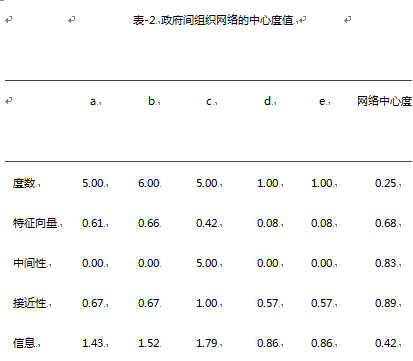 表-2 政府间组织网络的中心度值
a b c d e 网络中心度
度数 5.00 6.00 5.00 1.00 1.00 0.25
特征向量 0.61 0.66 0.42 0.08 0.08 0.68
中间性 0.00 0.00 5.00 0.00 0.00 0.83
接近性 0.67 0.67 1.00 0.57 0.57 0.89
信息 1.43 1.52 1.79 0.86 0.86 0.42